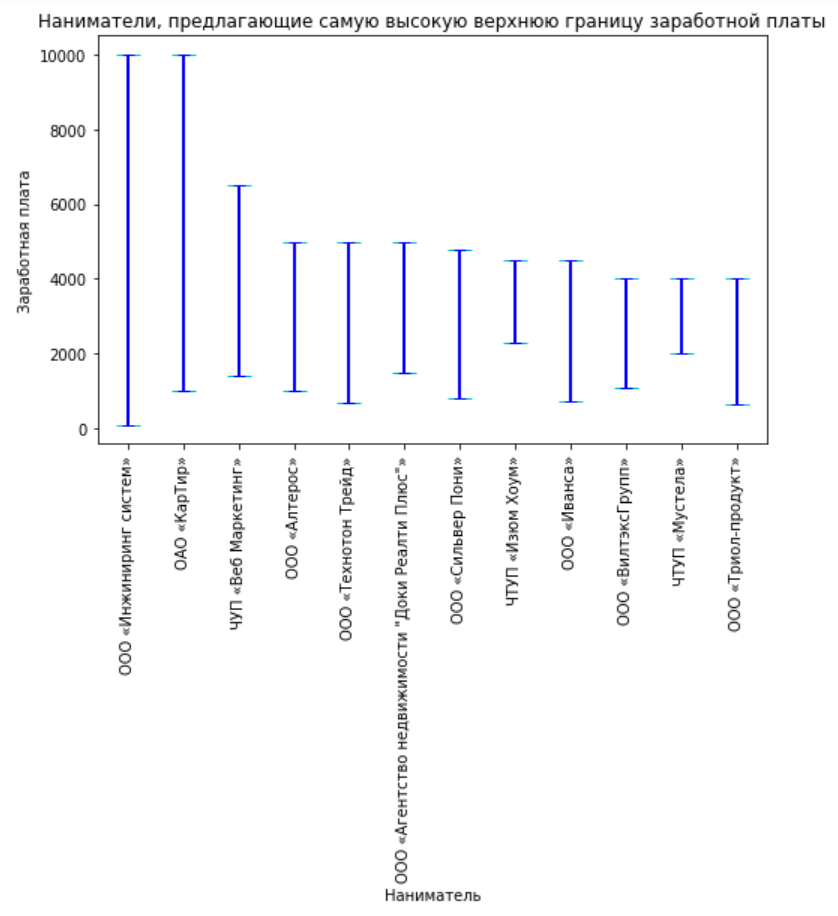 Наниматели, предлагающие самую высокую верхнюю границу заработной платы
10000
8000
6000
4000
2000
0
Заработная плата
ООО «Инжиниринг систем»
ОАО «КарТир»
ЧУП «Веб Маркетинг»
ООО «Алтерос»
ООО «Технотон Трейд»
ООО «Агентство недвижимости "Доки Реалти Плюс"»
ООО «Сильвер Пони»
ЧТУП «Изюм Хоум»
ООО «Иванса»
ООО «ВилтэксГрупп»
ЧТУП «Мустела»
ООО «Триол-продукт»
Наниматель